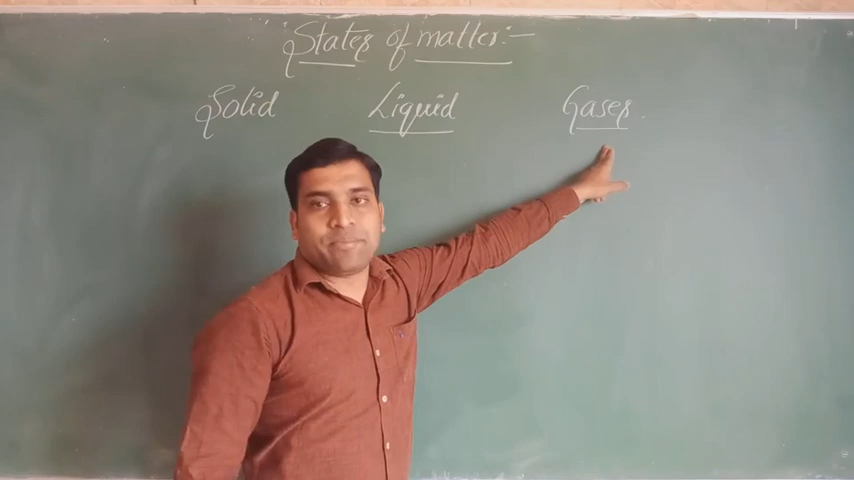 States of matter:-
Solid Liquid Gases.